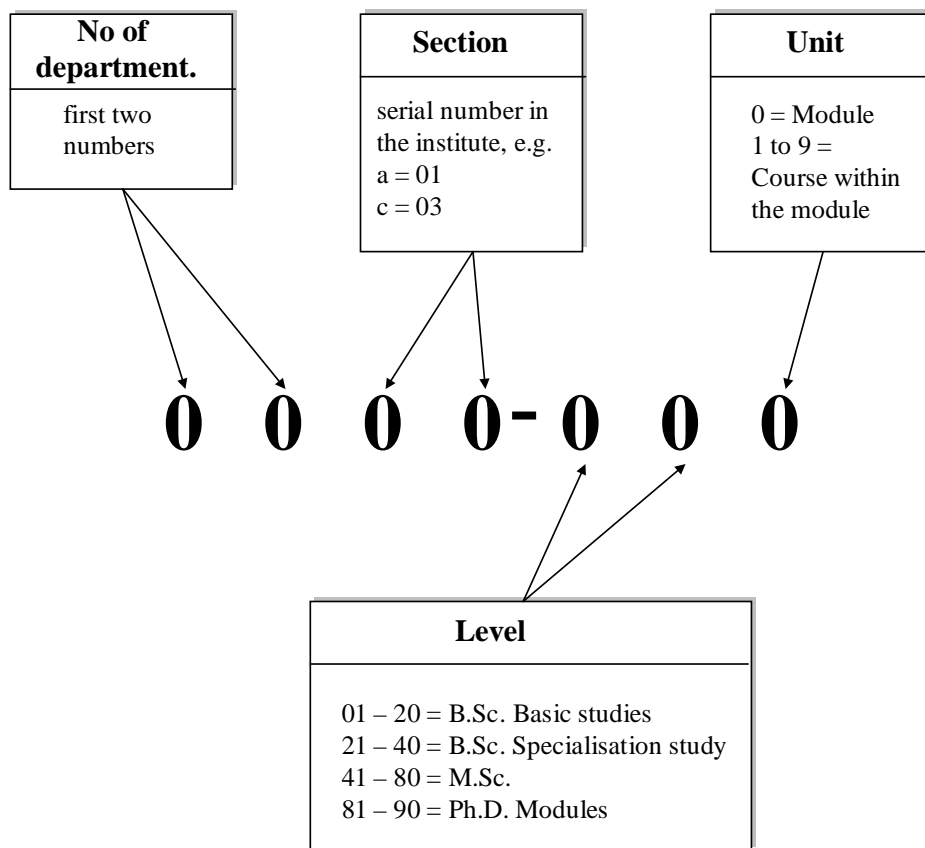 No of
department.
first two
numbers
Section
serial number in
the institute, e.g.
a = 01
c = 03
Unit
0 = Module
1 to 9 =
Course within
the module
0 0 0 0 - 0 0 0
Level
01 – 20 = B.Sc. Basic studies
21 – 40 = B.Sc. Specialisation study
41 – 80 = M.Sc.
81 – 90 = Ph.D. Modules